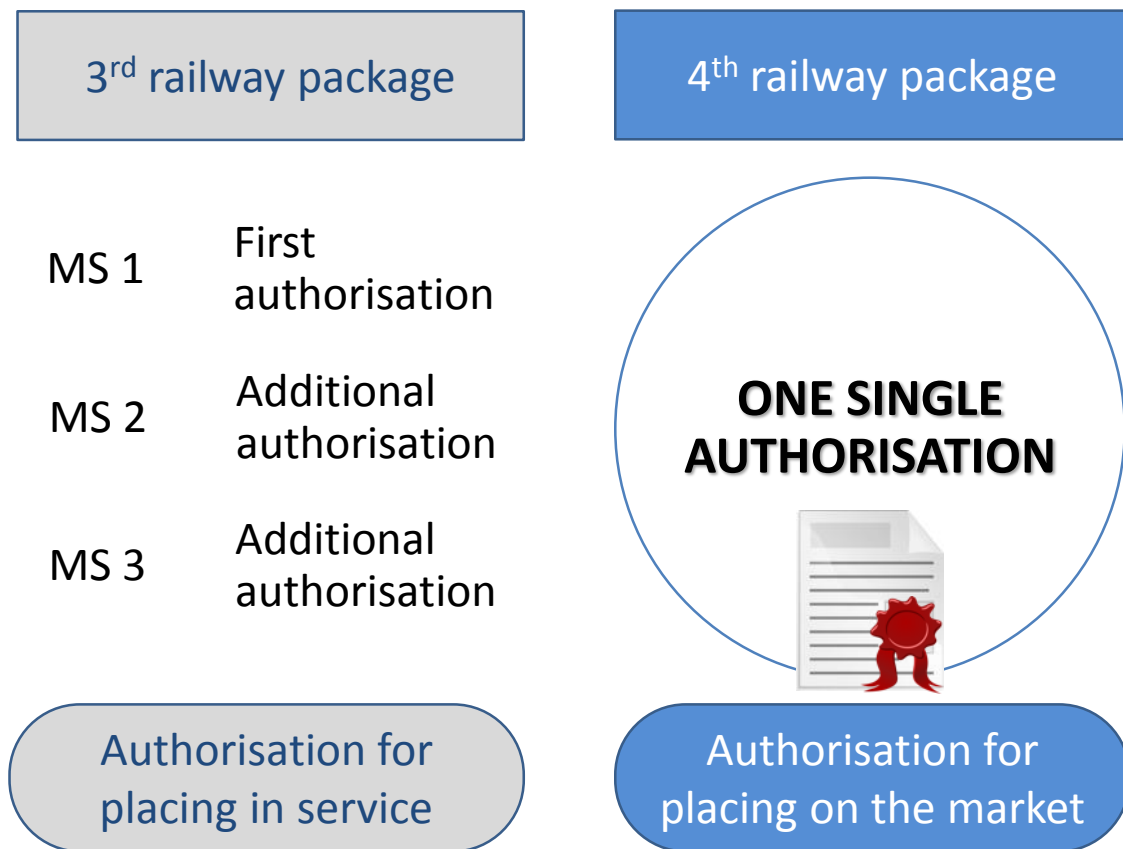 3rd railway package
4th railway package
MS 1
First
authorisation
MS 2
Additional
authorisation
MS 3
Additional
authorisation
ONE SINGLE
AUTHORISATION
Authorisation for
placing in service
Authorisation for
placing on the market